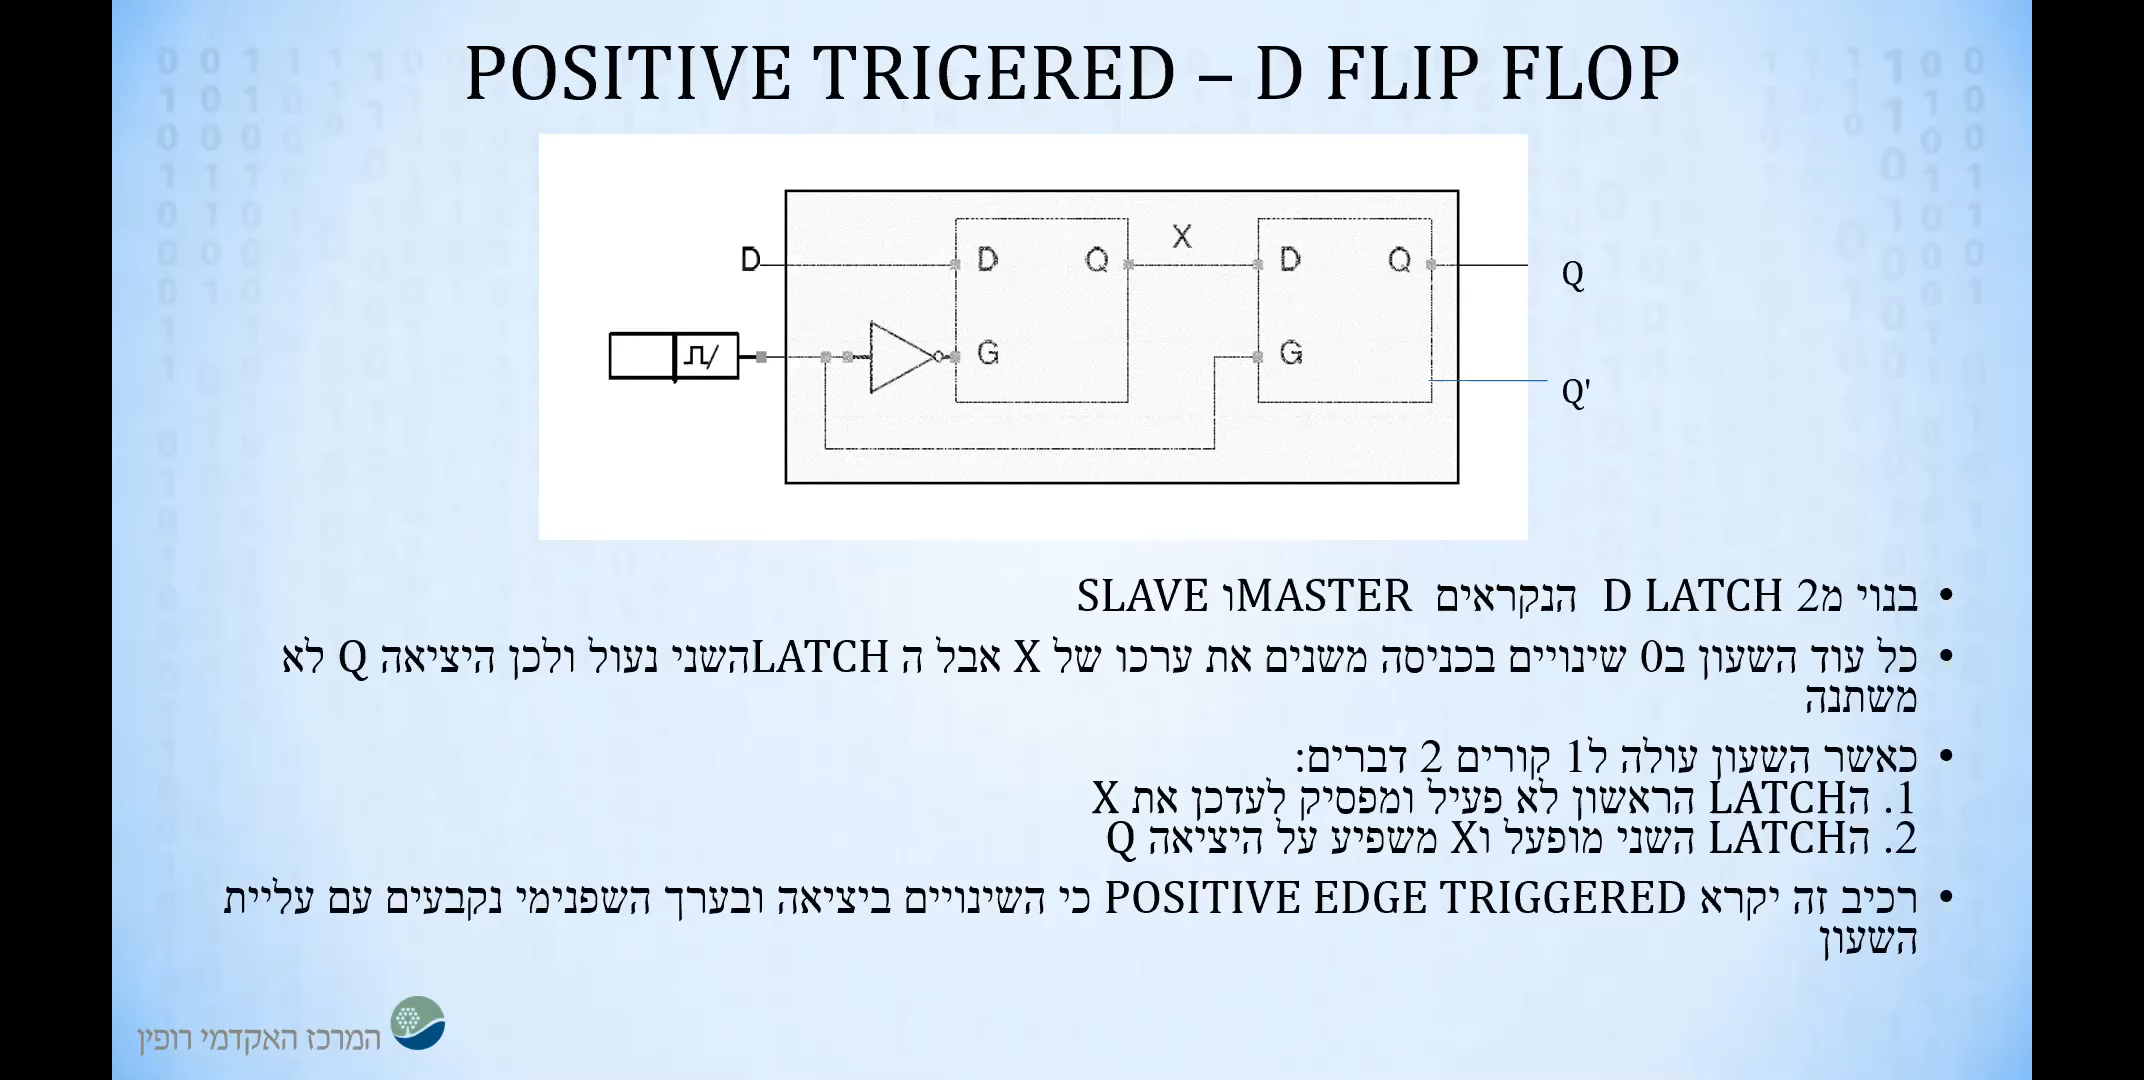 POSITIVE TRIGERED – D FLIP FLOP
D
D
Q
X
D
Q
Q
G
G
Q'
• בנוי מ2 D LATCH הנקראים MASTERו SLAVE
• כל עוד השעון ב0 שינויים בכניסה משנים את ערכו של X אבל ה LATCHהשני נעול ולכן היציאה Q לא
משתנה
• כאשר השעון עולה ל1 קורים 2 דברים:
1. הLATCH הראשון לא פעיל ומפסיק לעדכן את X
2. הLATCH השני מופעל וX משפיע על היציאה Q
• רכיב זה יקרא POSITIVE EDGE TRIGGERED כי השינויים ביציאה ובערך השפנימי נקבעים עם עליית
השעון
המרכז האקדמי רופין